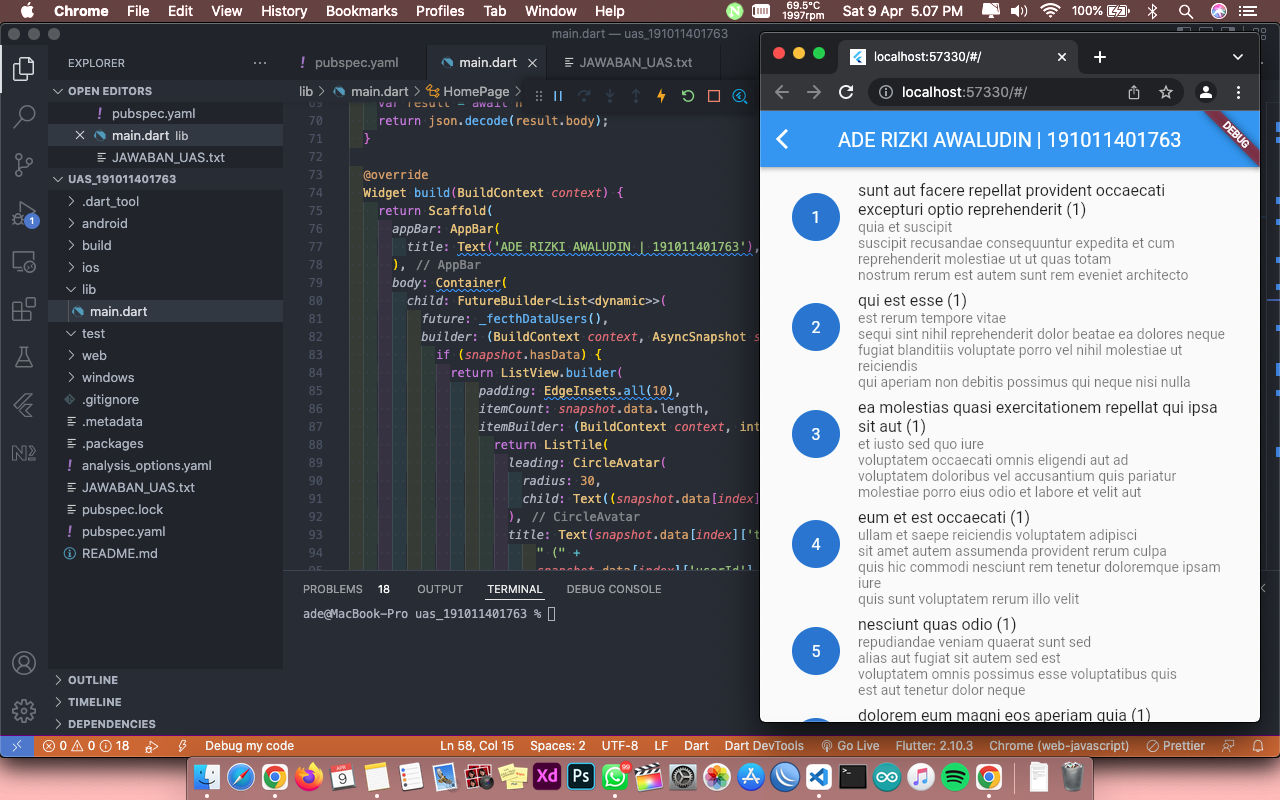 Chrome File Edit View History Bookmarks Profiles Tab Window Help 69.5°C 1997rpm Sat 9 Apr 5.07 PM 100%
main.dart — uas_191011401763
EXPLORER
OPEN EDITORS
! pubspec.yaml
main.dart lib
JAWABAN_UAS.txt
UAS_191011401763
.dart_tool
android
build
ios
lib
main.dart
test
web
windows
.gitignore
.metadata
.packages
! analysis_options.yaml
JAWABAN_UAS.txt
pubspec.lock
! pubspec.yaml
README.md
OUTLINE
TIMELINE
DEPENDENCIES
1
! pubspec.yaml main.dart JAWABAN_UAS.txt
lib > main.dart > HomePage >
70 return json.decode(result.body);
71 }
72
73 @override
74 Widget build(BuildContext context) {
75 return Scaffold(
76 appBar: AppBar(
77 title: Text('ADE RIZKI AWALUDIN | 191011401763'),
78 ), // AppBar
79 body: Container(
80 child: FutureBuilder<List<dynamic>>(
81 future: _fecthDataUsers(),
82 builder: (BuildContext context, AsyncSnapshot s
83 if (snapshot.hasData) {
84 return ListView.builder(
85 padding: EdgeInsets.all(10),
86 itemCount: snapshot.data.length,
87 itemBuilder: (BuildContext context, int
88 return ListTile(
89 leading: CircleAvatar(
90 radius: 30,
91 child: Text((snapshot.data[index]
92 ), // CircleAvatar
93 title: Text(snapshot.data[index]['t
94 " (" +
PROBLEMS 18 OUTPUT TERMINAL DEBUG CONSOLE
ade@MacBook-Pro uas_191011401763 %
0 0 18 Debug my code Ln 58, Col 15 Spaces: 2 UTF-8 LF Dart Dart DevTools Go Live Flutter: 2.10.3 Chrome (web-javascript) Prettier
localhost:57330/#/
localhost:57330/#/
ADE RIZKI AWALUDIN | 191011401763
DEBUG
1
sunt aut facere repellat provident occaecati
excepturi optio reprehenderit (1)
quia et suscipit
suscipit recusandae consequuntur expedita et cum
reprehenderit molestiae ut ut quas totam
nostrum rerum est autem sunt rem eveniet architecto
2
qui est esse (1)
est rerum tempore vitae
sequi sint nihil reprehenderit dolor beatae ea dolores neque
fugiat blanditiis voluptate porro vel nihil molestiae ut
reiciendis
qui aperiam non debitis possimus qui neque nisi nulla
3
ea molestias quasi exercitationem repellat qui ipsa
sit aut (1)
et iusto sed quo iure
voluptatem occaecati omnis eligendi aut ad
voluptatem doloribus vel accusantium quis pariatur
molestiae porro eius odio et labore et velit aut
4
eum et est occaecati (1)
ullam et saepe reiciendis voluptatem adipisci
sit amet autem assumenda provident rerum culpa
quis hic commodi nesciunt rem tenetur doloremque ipsam
iure
quis sunt voluptatem rerum illo velit
5
nesciunt quas odio (1)
repudiandae veniam quaerat sunt sed
alias aut fugiat sit autem sed est
voluptatem omnis possimus esse voluptatibus quis
est aut tenetur dolor neque
dolorem eum magni eos aperiam quia (1)
APR 9 Xd Ps